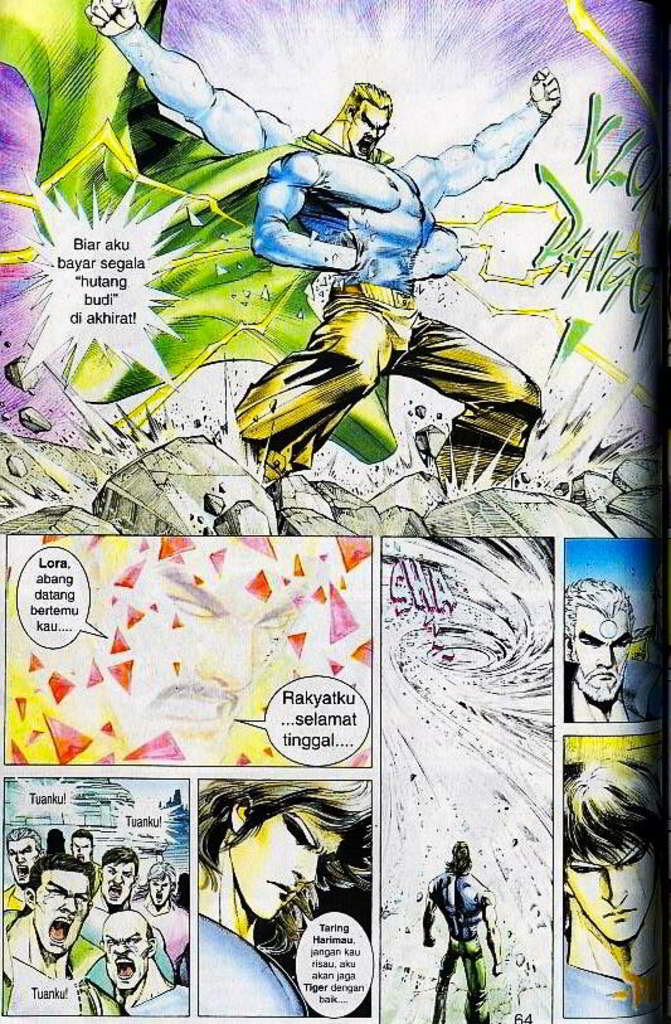 Biar aku
bayar segala
"hutang
budi"
di akhirat!
Lora,
abang
datang
bertemu
kau....
Rakyatku
...selamat
tinggal....
Tuanku!
Tuanku!
Tuanku!
Taring
Harimau,
jangan kau
risau, aku
akan jaga
Tiger dengan
baik....
64